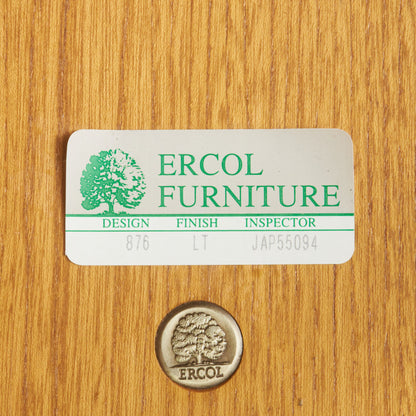 ERCOL
FURNITURE
DESIGN FINISH INSPECTOR
876 LT JAP55094
ERCOL